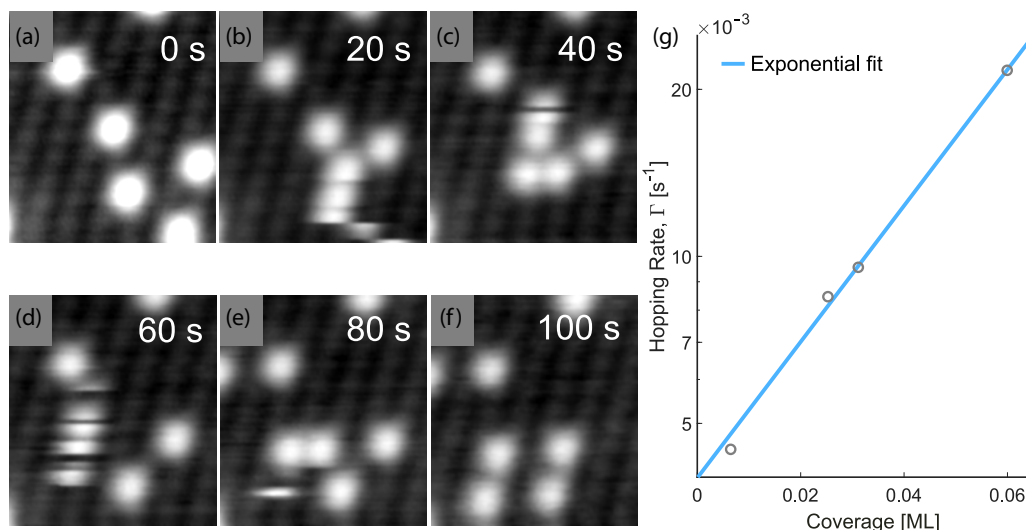 (a)
0 s
(b)
20 s
(c)
40 s
(d)
60 s
(e)
80 s
(f)
100 s
(g)
×10⁻³
Exponential fit
20
10
7
5
Hopping Rate, Γ [s⁻¹]
0
0.02
0.04
0.06
Coverage [ML]